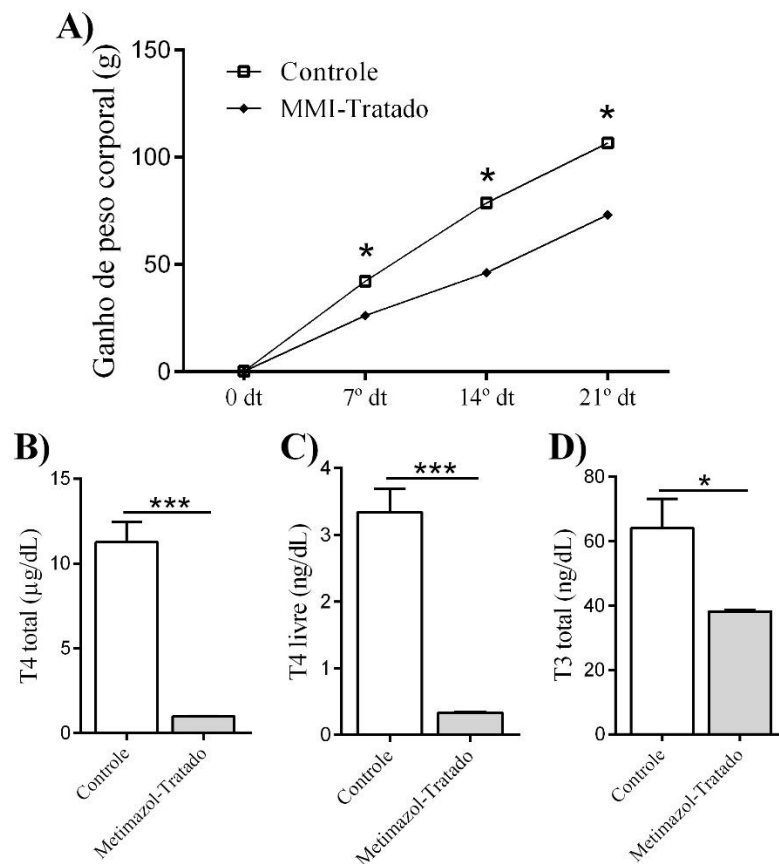 A)
Ganho de peso corporal (g)
150
100
50
0
Controle
MMI-Tratado
*
*
*
0 dt 7º dt 14º dt 21º dt
B)
T4 total (µg/dL)
15
10
5
0
***
Controle
Metimazol-Tratado
C)
T4 livre (ng/dL)
4
3
2
1
0
***
Controle
Metimazol-Tratado
D)
T3 total (ng/dL)
80
60
40
20
0
*
Controle
Metimazol-Tratado